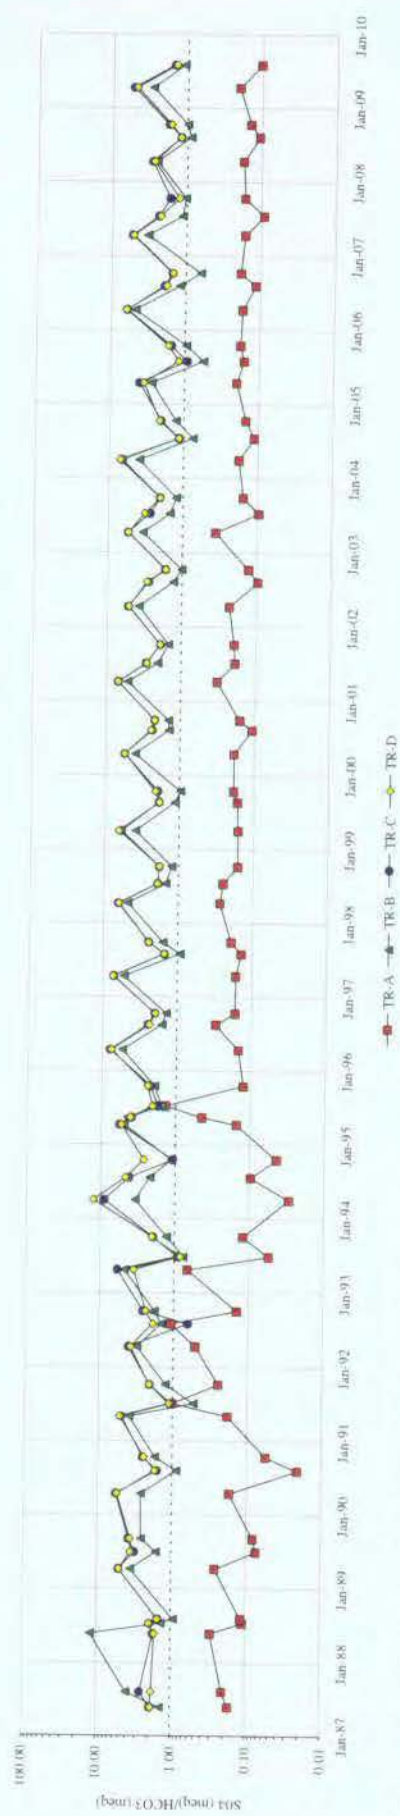 100.00
10.00
1.00
0.10
0.01
SO4 (meq)/HCO3 (meq)
Jan-87
Jan-88
Jan-89
Jan-90
Jan-91
Jan-92
Jan-93
Jan-94
Jan-95
Jan-96
Jan-97
Jan-98
Jan-99
Jan-00
Jan-01
Jan-02
Jan-03
Jan-04
Jan-05
Jan-06
Jan-07
Jan-08
Jan-09
Jan-10
TR-A TR-B TR-C TR-D